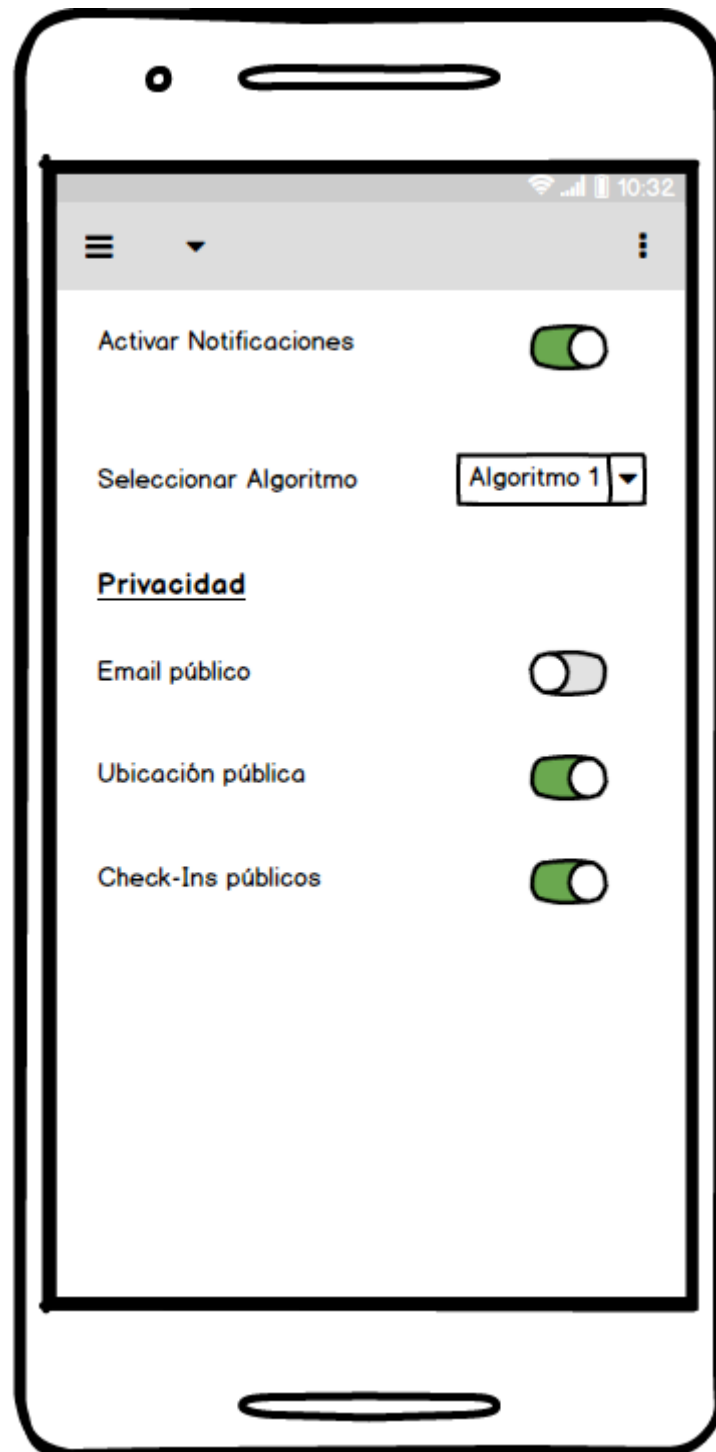 10:32
Activar Notificaciones
Seleccionar Algoritmo Algoritmo 1
Privacidad
Email público
Ubicación pública
Check-Ins públicos